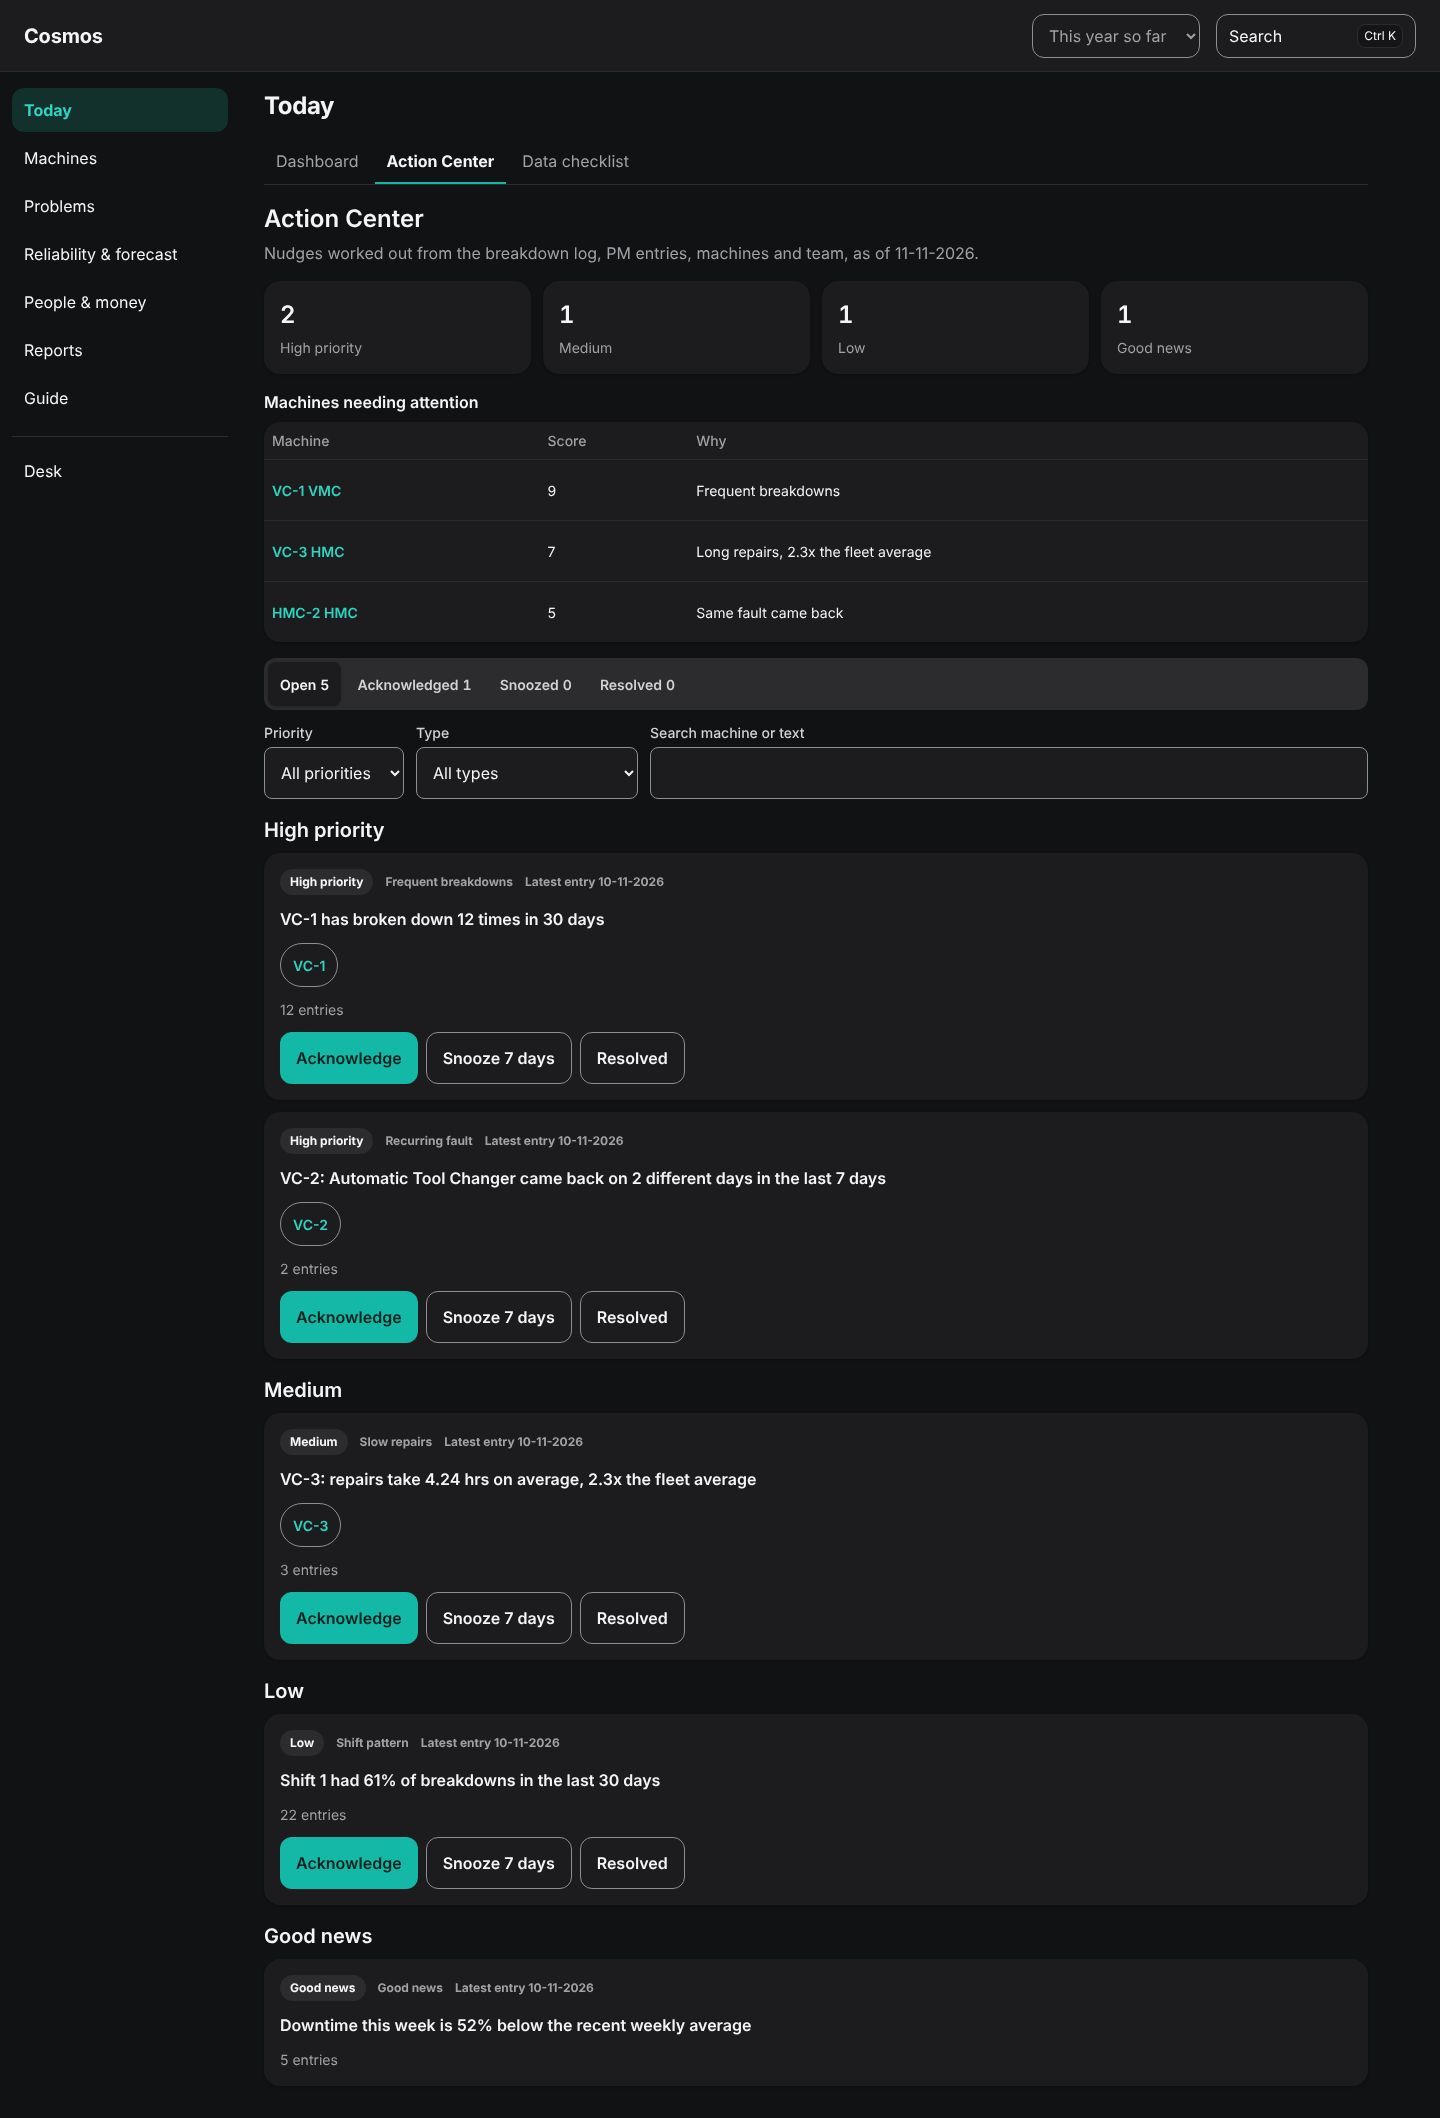 Cosmos
This year so far
Search Ctrl K
Today
Machines
Problems
Reliability & forecast
People & money
Reports
Guide
Desk
Today
Dashboard Action Center Data checklist
Action Center
Nudges worked out from the breakdown log, PM entries, machines and team, as of 11-11-2026.
2
High priority
1
Medium
1
Low
1
Good news
Machines needing attention
Machine Score Why
VC-1 VMC 9 Frequent breakdowns
VC-3 HMC 7 Long repairs, 2.3x the fleet average
HMC-2 HMC 5 Same fault came back
Open 5 Acknowledged 1 Snoozed 0 Resolved 0
Priority Type Search machine or text
All priorities All types
High priority
High priority Frequent breakdowns Latest entry 10-11-2026
VC-1 has broken down 12 times in 30 days
VC-1
12 entries
Acknowledge Snooze 7 days Resolved
High priority Recurring fault Latest entry 10-11-2026
VC-2: Automatic Tool Changer came back on 2 different days in the last 7 days
VC-2
2 entries
Acknowledge Snooze 7 days Resolved
Medium
Medium Slow repairs Latest entry 10-11-2026
VC-3: repairs take 4.24 hrs on average, 2.3x the fleet average
VC-3
3 entries
Acknowledge Snooze 7 days Resolved
Low
Low Shift pattern Latest entry 10-11-2026
Shift 1 had 61% of breakdowns in the last 30 days
22 entries
Acknowledge Snooze 7 days Resolved
Good news
Good news Good news Latest entry 10-11-2026
Downtime this week is 52% below the recent weekly average
5 entries